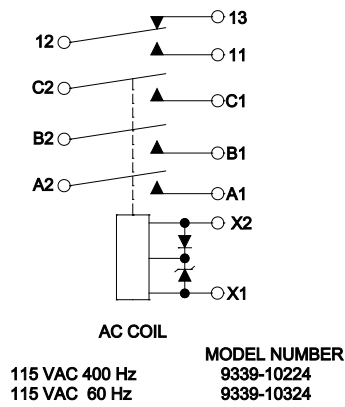 13
12
11
C2
C1
B2
B1
A2
A1
X2
X1
AC COIL
MODEL NUMBER
115 VAC 400 Hz 9339-10224
115 VAC 60 Hz 9339-10324